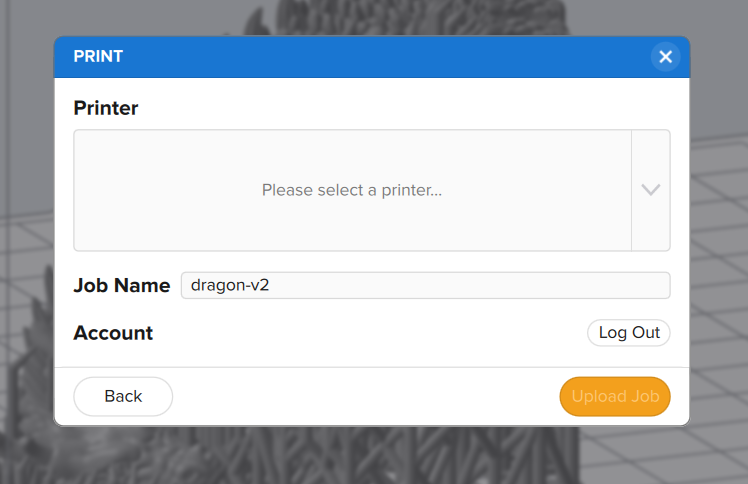 PRINT
Printer
Please select a printer...
Job Name dragon-v2
Account Log Out
Back Upload Job